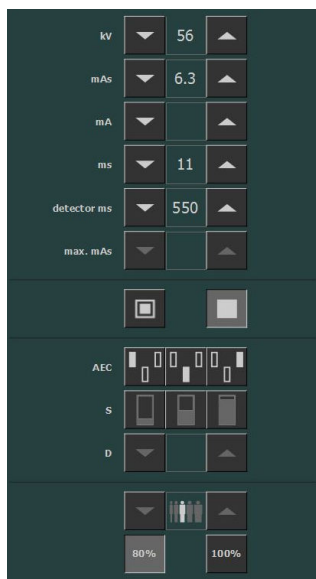 kV 56
mAs 6.3
mA
ms 11
detector ms 550
max. mAs
AEC
S
D
80% 100%